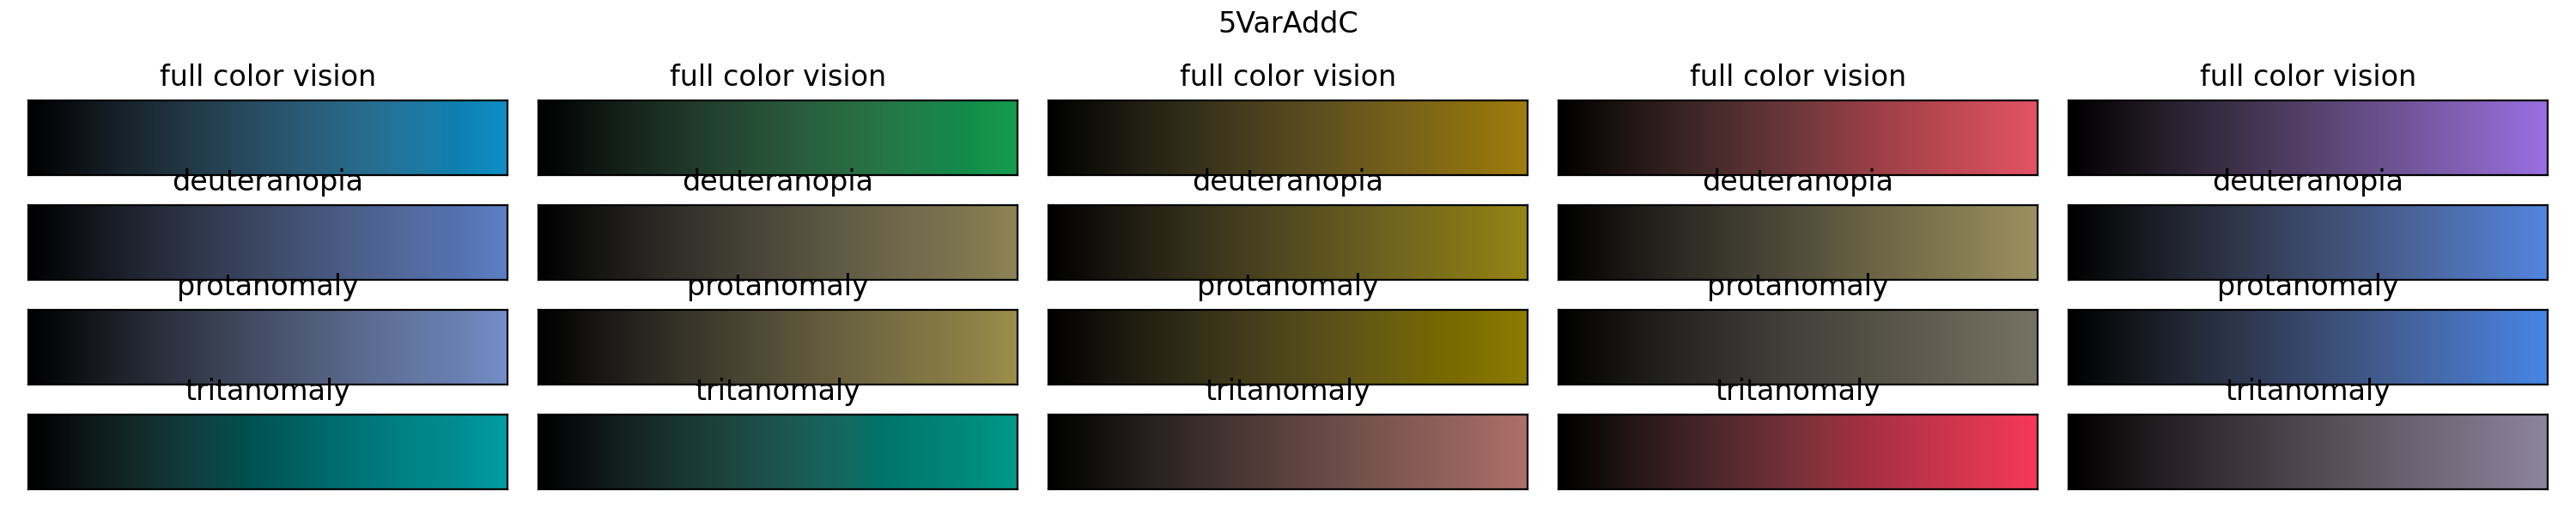 5VarAddC
full color vision full color vision full color vision full color vision full color vision
deuteranopia deuteranopia deuteranopia deuteranopia deuteranopia
protanomaly protanomaly protanomaly protanomaly protanomaly
tritanomaly tritanomaly tritanomaly tritanomaly tritanomaly